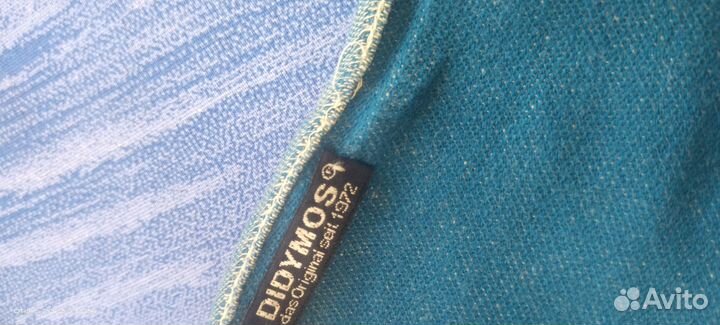 DIDYMOS®
das Original seit 1972
Avito